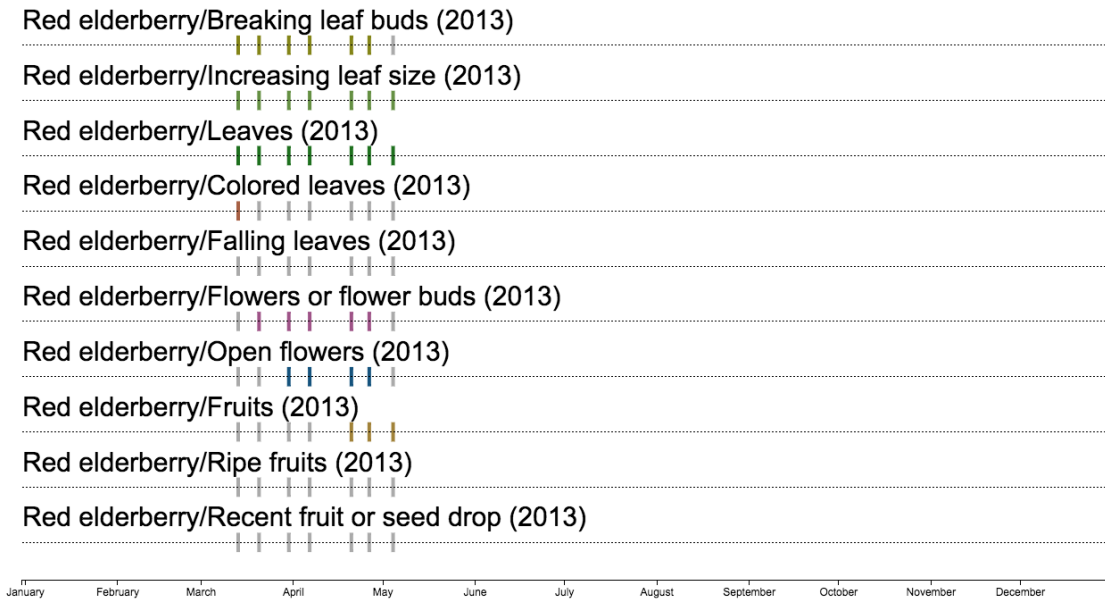 Red elderberry/Breaking leaf buds (2013)
Red elderberry/Increasing leaf size (2013)
Red elderberry/Leaves (2013)
Red elderberry/Colored leaves (2013)
Red elderberry/Falling leaves (2013)
Red elderberry/Flowers or flower buds (2013)
Red elderberry/Open flowers (2013)
Red elderberry/Fruits (2013)
Red elderberry/Ripe fruits (2013)
Red elderberry/Recent fruit or seed drop (2013)
January February March April May June July August September October November December